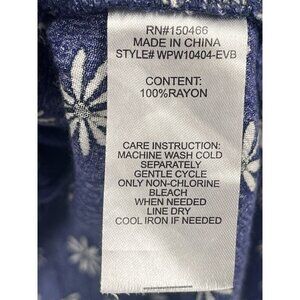 RN#150466
MADE IN CHINA
STYLE# WPW10404-EVB
CONTENT:
100%RAYON
CARE INSTRUCTION:
MACHINE WASH COLD
SEPARATELY
GENTLE CYCLE
ONLY NON-CHLORINE
BLEACH
WHEN NEEDED
LINE DRY
COOL IRON IF NEEDED